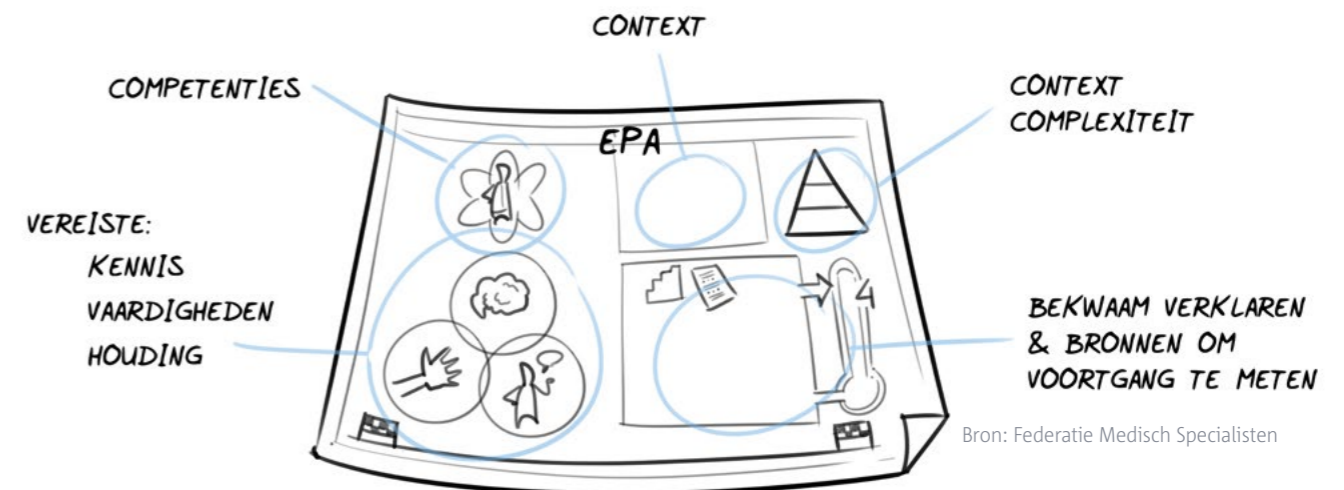 CONTEXT
COMPETENTIES
CONTEXT
COMPLEXITEIT
EPA
VEREISTE:
KENNIS
VAARDIGHEDEN
HOUDING
4
BEKWAAM VERKLAREN
& BRONNEN OM
VOORTGANG TE METEN
Bron: Federatie Medisch Specialisten